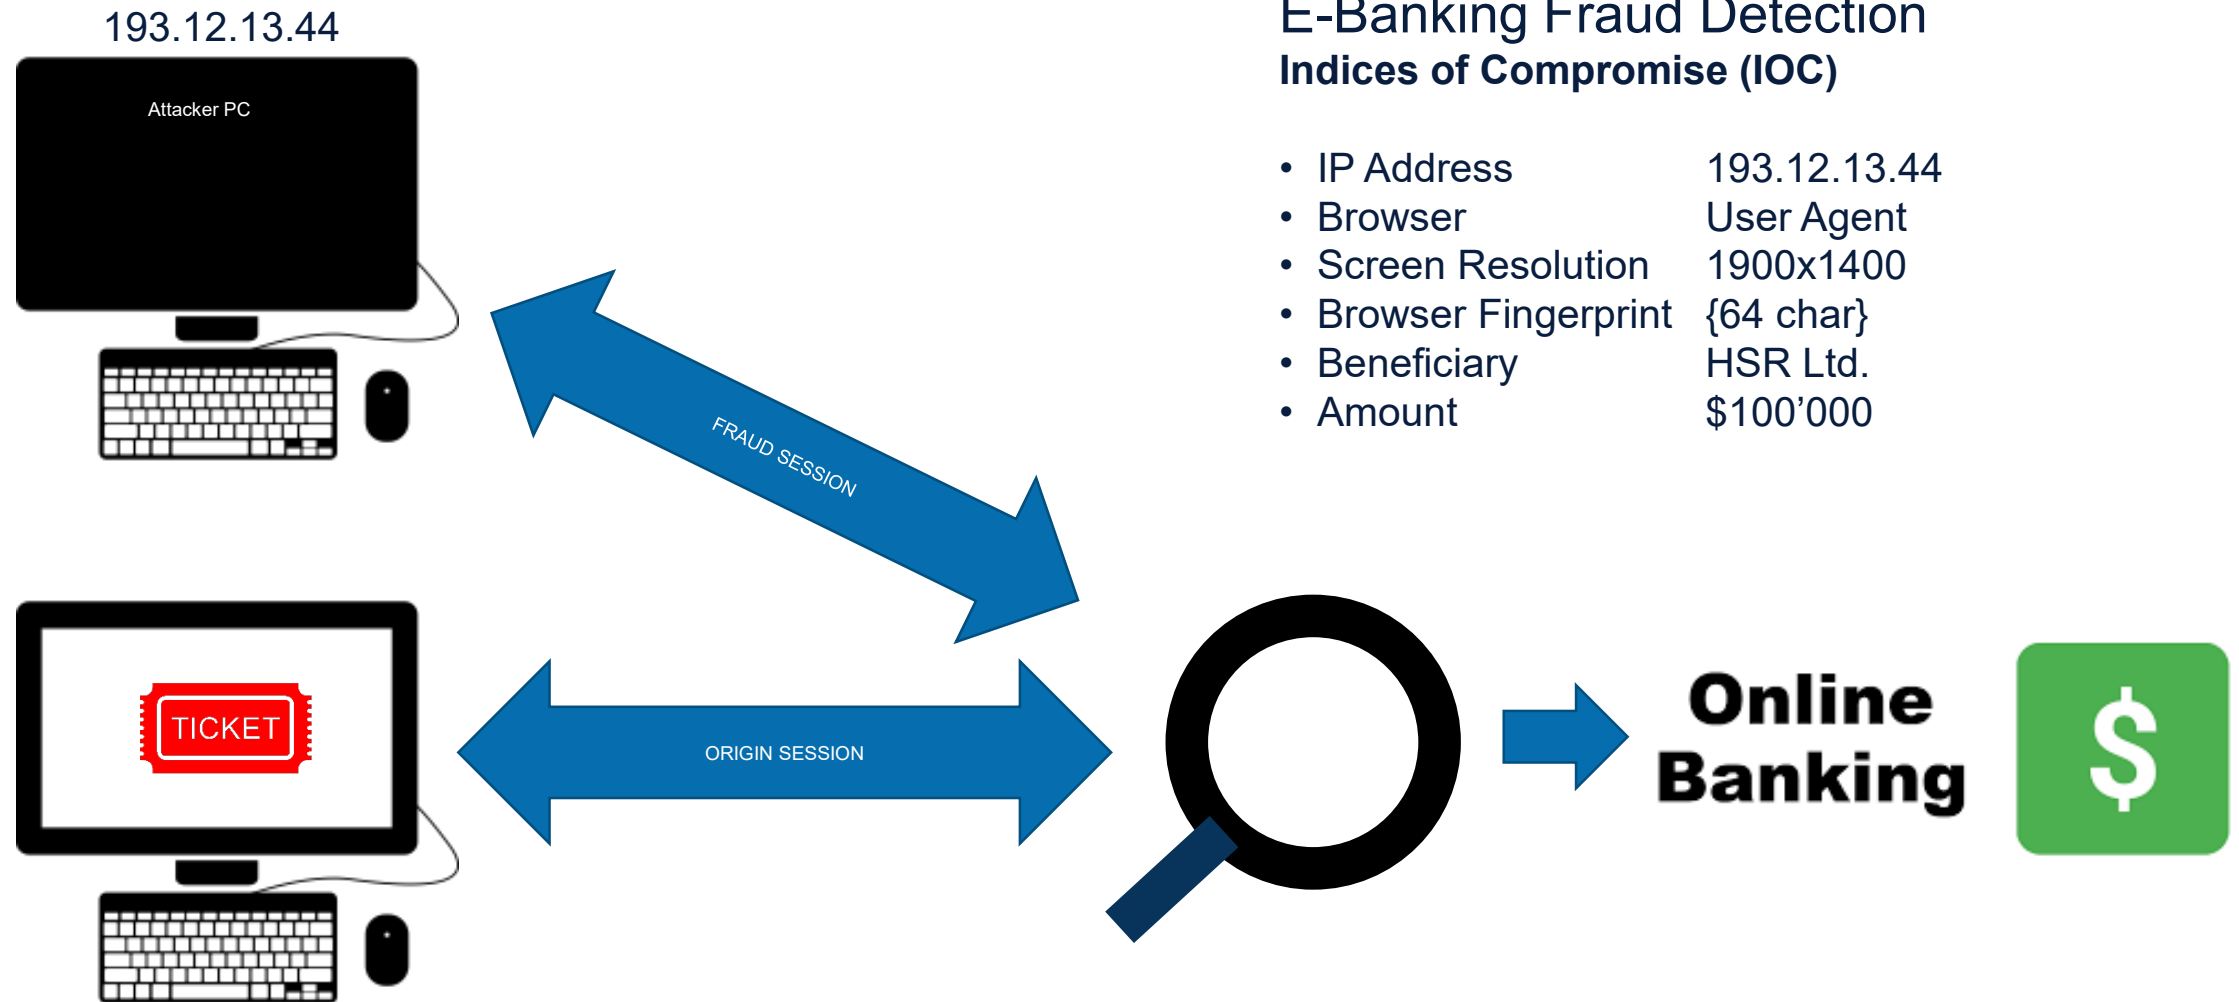 193.12.13.44
Attacker PC
E-Banking Fraud Detection
Indices of Compromise (IOC)
• IP Address 193.12.13.44
• Browser User Agent
• Screen Resolution 1900x1400
• Browser Fingerprint {64 char}
• Beneficiary HSR Ltd.
• Amount $100’000
FRAUD SESSION
TICKET
ORIGIN SESSION
Online
Banking
$